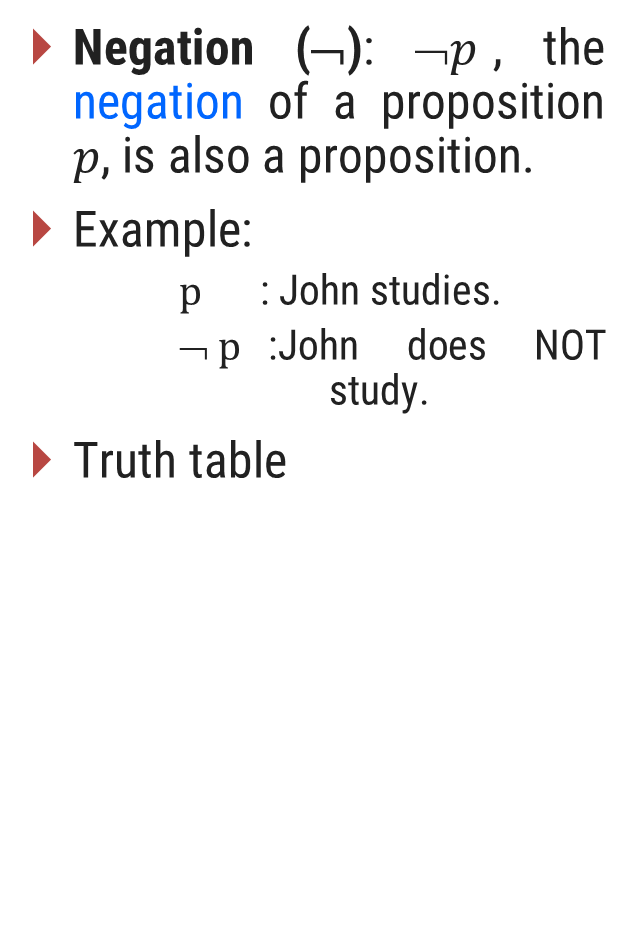 Negation (¬): ¬p , the
negation of a proposition
p, is also a proposition.
Example:
p : John studies.
¬ p :John does NOT
study.
Truth table